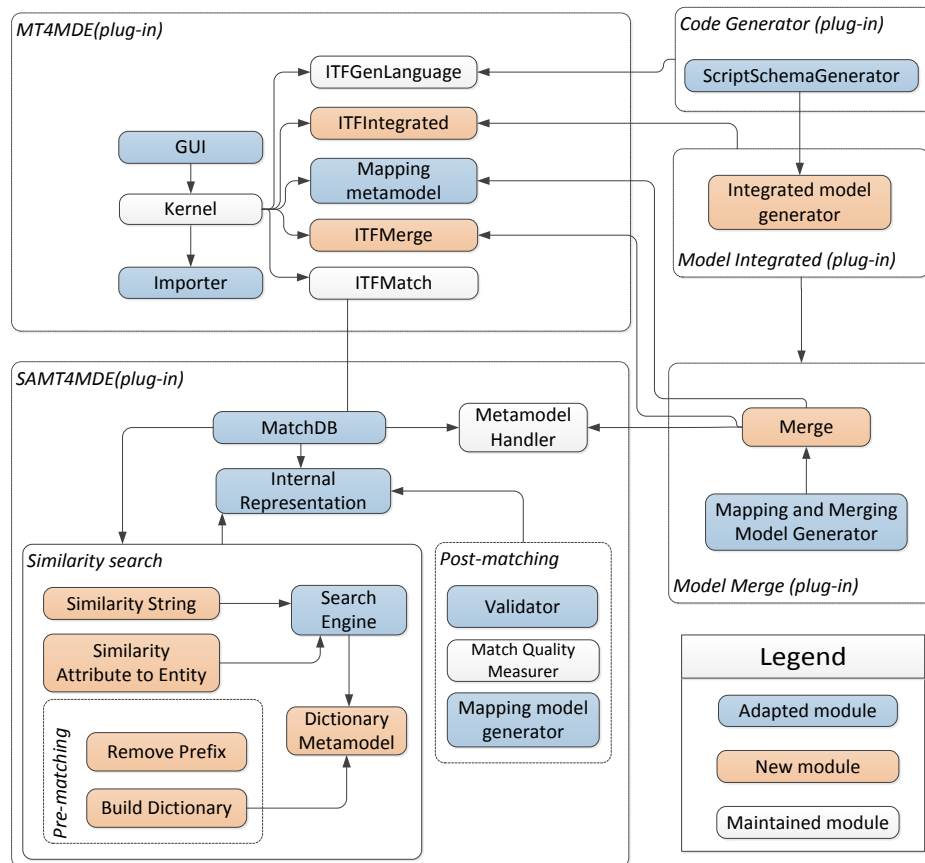 MT4MDE(plug-in)
ITFGenLanguage
ITFIntegrated
GUI
Mapping
metamodel
Kernel
ITFMerge
Importer
ITFMatch
Code Generator (plug-in)
ScriptSchemaGenerator
Integrated model
generator
Model Integrated (plug-in)
SAMT4MDE(plug-in)
MatchDB
Metamodel
Handler
Internal
Representation
Merge
Mapping and Merging
Model Generator
Model Merge (plug-in)
Similarity search
Similarity String
Search
Engine
Similarity
Attribute to Entity
Pre-matching
Remove Prefix
Build Dictionary
Dictionary
Metamodel
Post-matching
Validator
Match Quality
Measurer
Mapping model
generator
Legend
Adapted module
New module
Maintained module